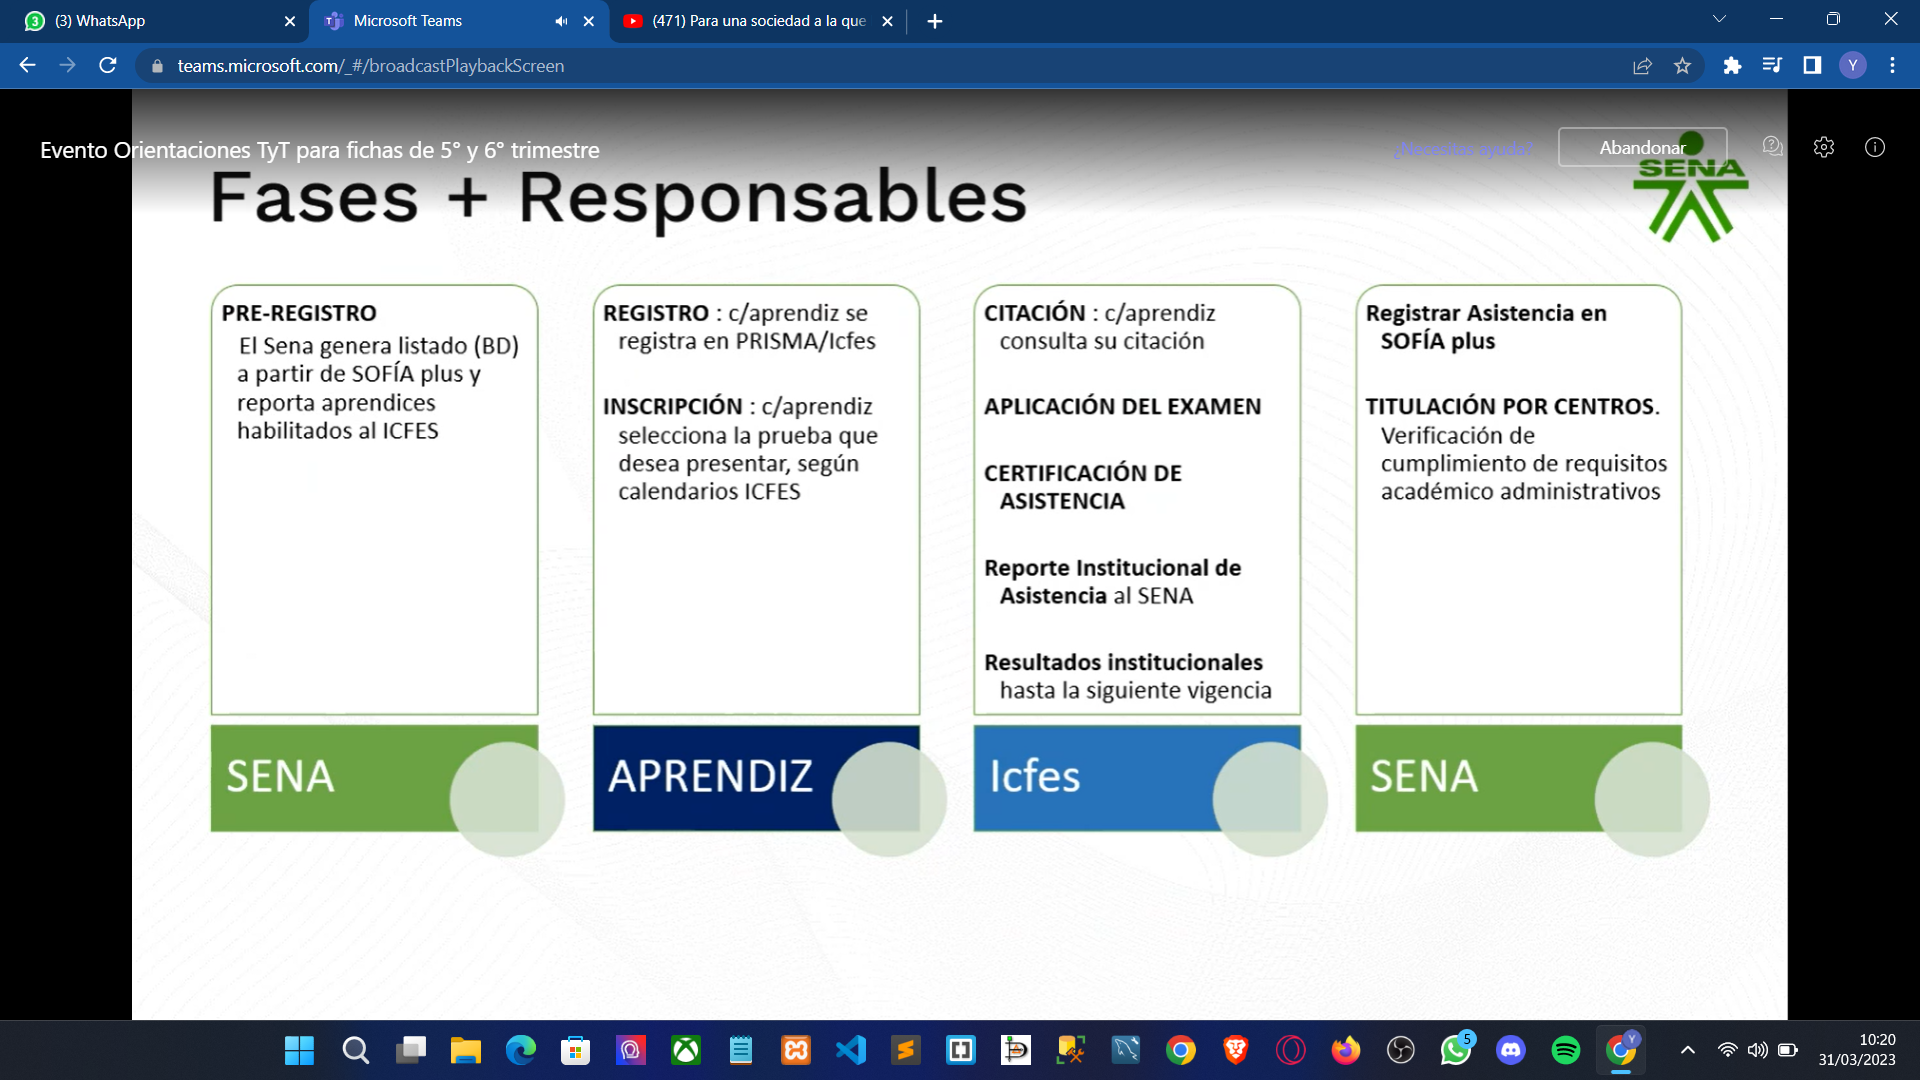 (3) WhatsApp
Microsoft Teams
(471) Para una sociedad a la que
teams.microsoft.com/_#/broadcastPlaybackScreen
Y
Evento Orientaciones TyT para fichas de 5° y 6° trimestre
¿Necesitas ayuda?
Abandonar
SENA
Fases + Responsables
PRE-REGISTRO
El Sena genera listado (BD)
a partir de SOFÍA plus y
reporta aprendices
habilitados al ICFES
SENA
REGISTRO : c/aprendiz se
registra en PRISMA/Icfes
INSCRIPCIÓN : c/aprendiz
selecciona la prueba que
desea presentar, según
calendarios ICFES
APRENDIZ
CITACIÓN : c/aprendiz
consulta su citación
APLICACIÓN DEL EXAMEN
CERTIFICACIÓN DE
ASISTENCIA
Reporte Institucional de
Asistencia al SENA
Resultados institucionales
hasta la siguiente vigencia
Icfes
Registrar Asistencia en
SOFÍA plus
TITULACIÓN POR CENTROS.
Verificación de
cumplimiento de requisitos
académico administrativos
SENA
5
Y
10:20
31/03/2023